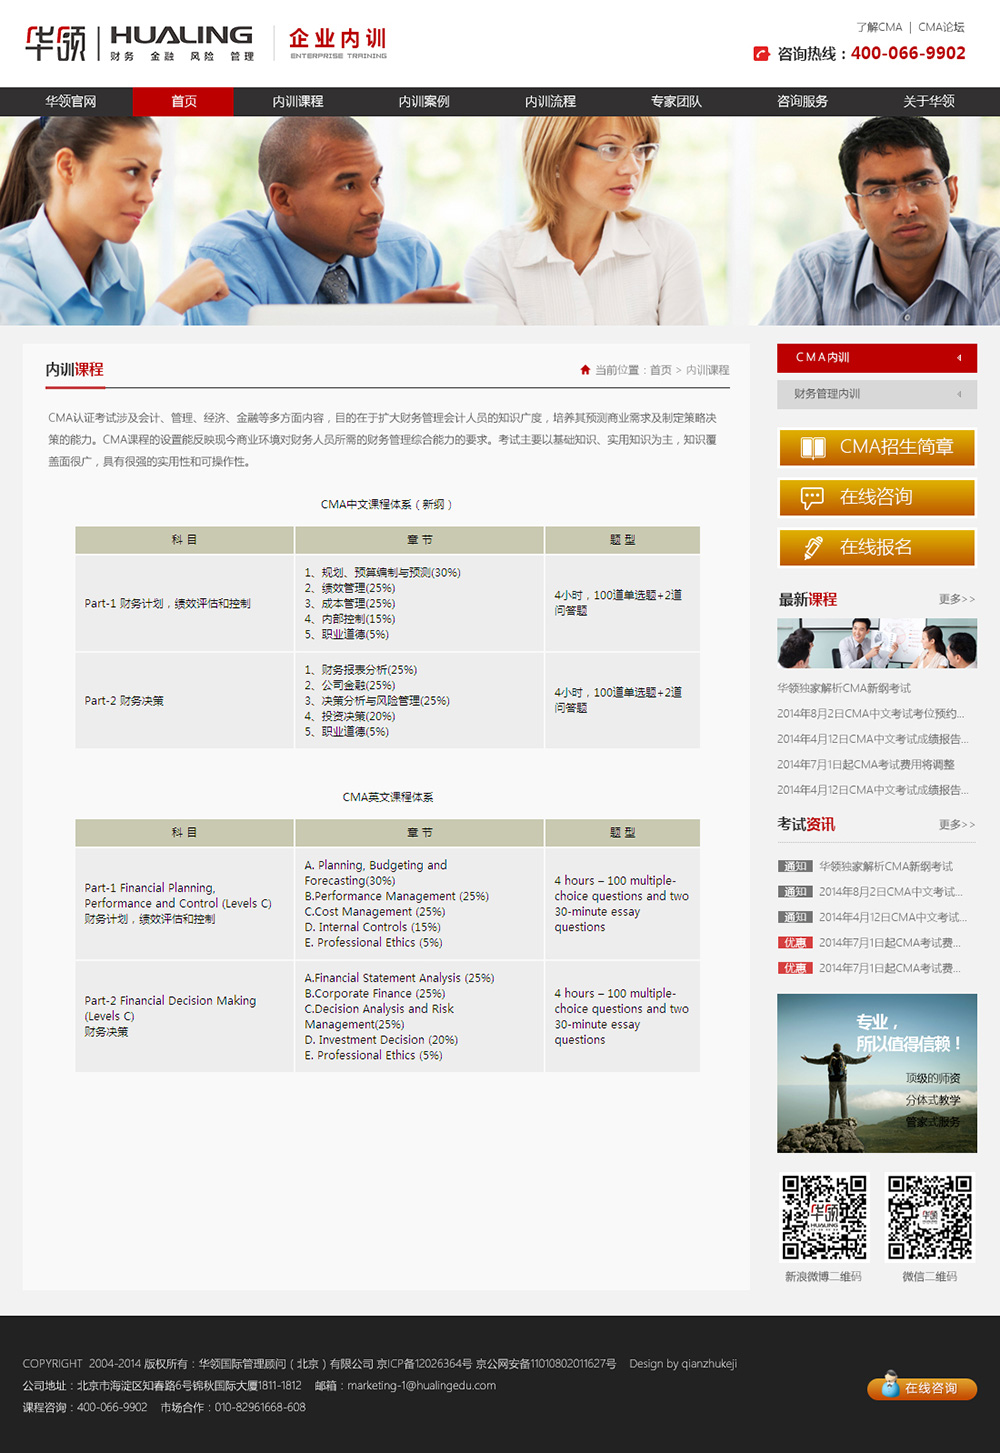 华领 HUALING
财务 金融 风险 管理
企业内训
ENTERPRISE TRAINING
了解CMA | CMA论坛
咨询热线：400-066-9902
华领官网 首页 内训课程 内训案例 内训流程 专家团队 咨询服务 关于华领
内训课程
当前位置：首页 > 内训课程
CMA认证考试涉及会计、管理、经济、金融等多方面内容，目的在于扩大财务管理会计人员的知识广度，培养其预测商业需求及制定策略决
策的能力。CMA课程的设置能反映现今商业环境对财务人员所需的财务管理综合能力的要求。考试主要以基础知识、实用知识为主，知识覆
盖面很广，具有很强的实用性和可操作性。
CMA中文课程体系（新纲）
科 目 章 节 题 型
Part-1 财务计划，绩效评估和控制
1、规划、预算编制与预测(30%)
2、绩效管理(25%)
3、成本管理(25%)
4、内部控制(15%)
5、职业道德(5%)
4小时，100道单选题+2道
问答题
Part-2 财务决策
1、财务报表分析(25%)
2、公司金融(25%)
3、决策分析与风险管理(25%)
4、投资决策(20%)
5、职业道德(5%)
4小时，100道单选题+2道
问答题
CMA英文课程体系
科 目 章 节 题 型
Part-1 Financial Planning,
Performance and Control (Levels C)
财务计划，绩效评估和控制
A. Planning, Budgeting and
Forecasting(30%)
B.Performance Management (25%)
C.Cost Management (25%)
D. Internal Controls (15%)
E. Professional Ethics (5%)
4 hours – 100 multiple-
choice questions and two
30-minute essay
questions
Part-2 Financial Decision Making
(Levels C)
财务决策
A.Financial Statement Analysis (25%)
B.Corporate Finance (25%)
C.Decision Analysis and Risk
Management(25%)
D. Investment Decision (20%)
E. Professional Ethics (5%)
4 hours – 100 multiple-
choice questions and two
30-minute essay
questions
CMA内训
财务管理内训
CMA招生简章
在线咨询
在线报名
最新课程 更多>>
华领独家解析CMA新纲考试
2014年8月2日CMA中文考试考位预约...
2014年4月12日CMA中文考试成绩报告...
2014年7月1日起CMA考试费用将调整
2014年4月12日CMA中文考试成绩报告...
考试资讯 更多>>
通知 华领独家解析CMA新纲考试
通知 2014年8月2日CMA中文考试...
通知 2014年4月12日CMA中文考试...
优惠 2014年7月1日起CMA考试费...
优惠 2014年7月1日起CMA考试费...
专业，
所以值得信赖！
顶级的师资
分体式教学
管家式服务
华领
HUALING
华领
新浪微博二维码 微信二维码
COPYRIGHT 2004-2014 版权所有：华领国际管理顾问（北京）有限公司 京ICP备12026364号 京公网安备11010802011627号 Design by qianzhukeji
公司地址：北京市海淀区知春路6号锦秋国际大厦1811-1812 邮箱：marketing-1@hualingedu.com
课程咨询：400-066-9902 市场合作：010-82961668-608
在线咨询